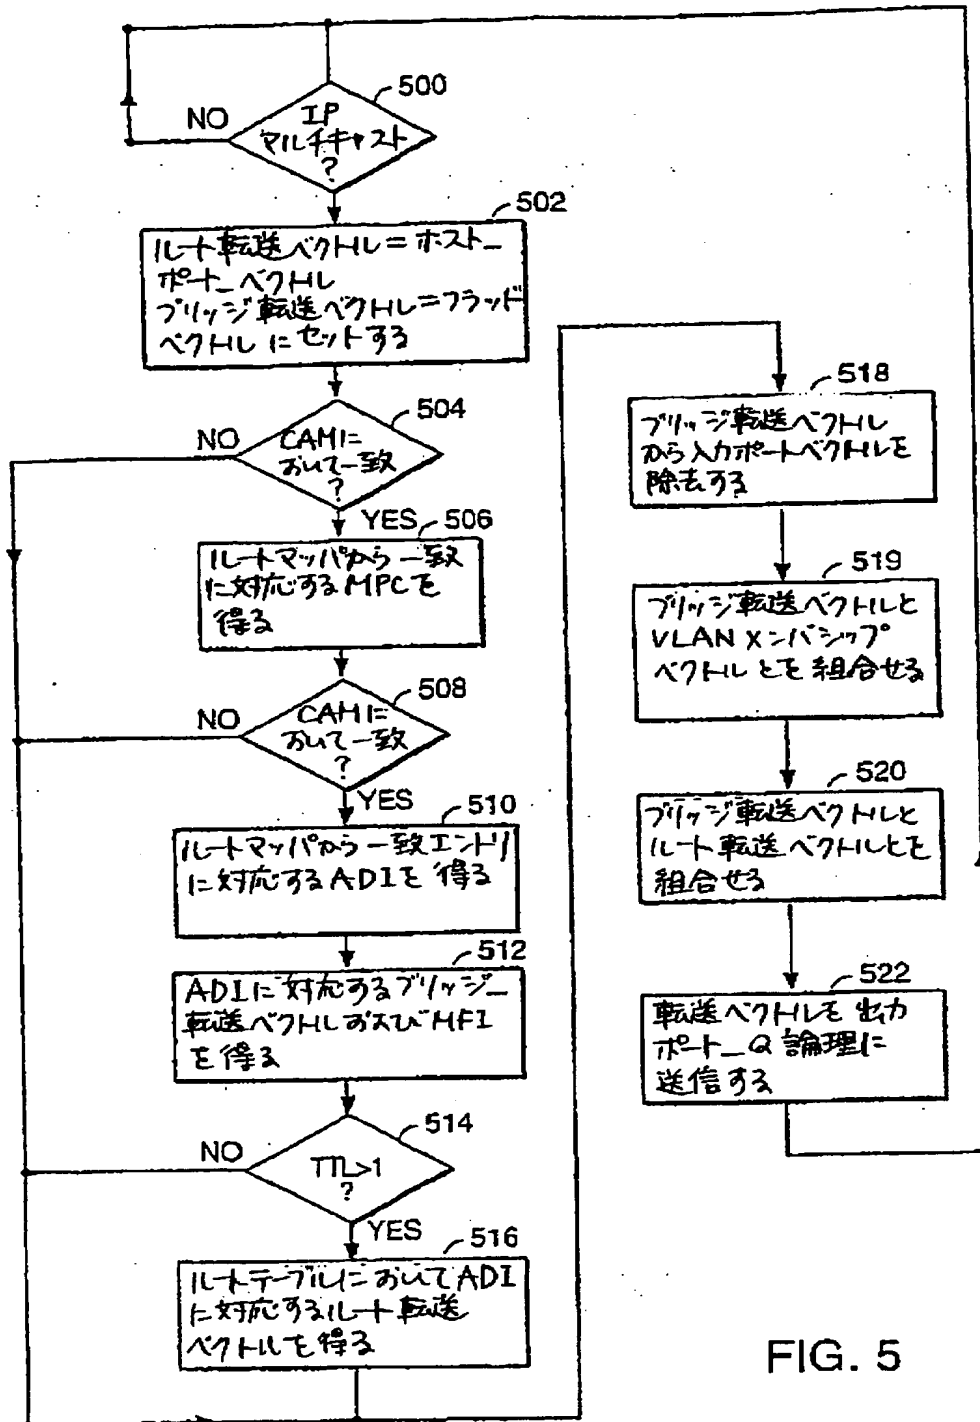 500
NO
IP
マルチキャスト
?
502
ルート転送ベクトル=ホスト_
ポート_ベクトル
ブリッジ転送ベクトル=フラッド
ベクトルにセットする
504
NO
CAMに
おいて一致
?
YES
506
ルートマッパから一致
に対応するMPCを
得る
508
NO
CAMに
おいて一致
?
YES
510
ルートマッパから一致エントリ
に対応するADIを得る
512
ADIに対応するブリッジ_
転送ベクトルおよびMFI
を得る
514
NO
TTL>1
?
YES
516
ルートテーブルにおいてADI
に対応するルート転送
ベクトルを得る
518
ブリッジ転送ベクトル
から入力ポートベクトルを
除去する
519
ブリッジ転送ベクトルと
VLANメンバシップ
ベクトルとを組合せる
520
ブリッジ転送ベクトルと
ルート転送ベクトルとを
組合せる
522
転送ベクトルを出力
ポート_Q論理に
送信する
FIG. 5